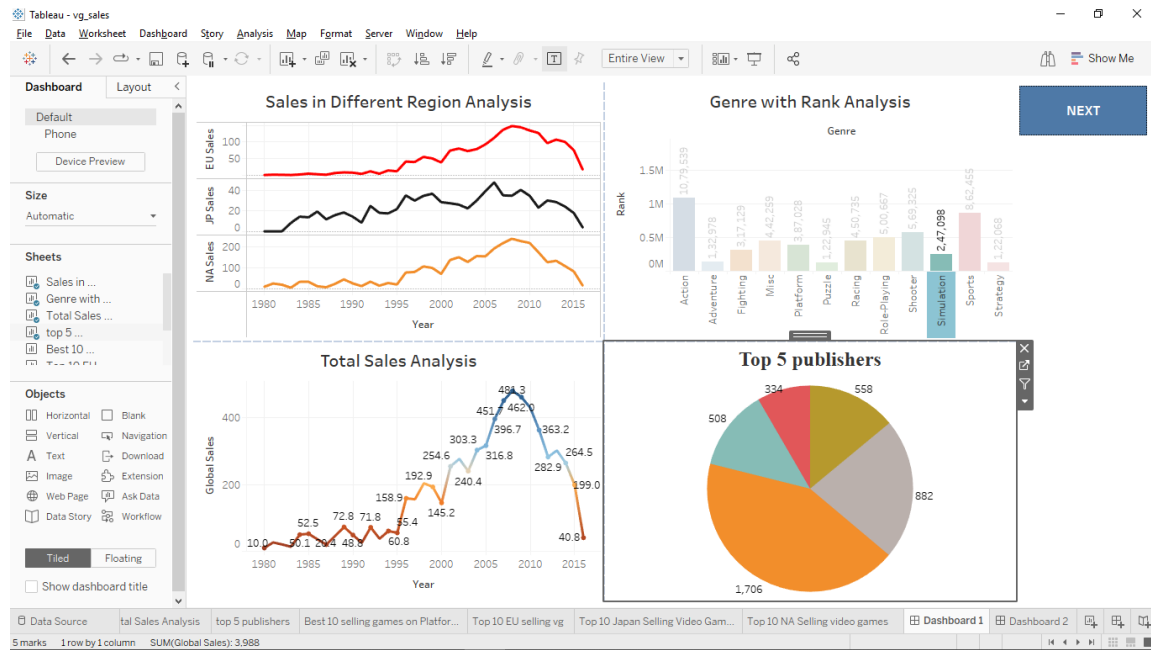 Tableau - vg_sales
File Data Worksheet Dashboard Story Analysis Map Format Server Window Help
Entire View
Show Me
Dashboard Layout
Default
Phone
Device Preview
Size
Automatic
Sheets
Sales in ...
Genre with ...
Total Sales ...
top 5 ...
Best 10 ...
Top 10 EU
Objects
Horizontal Blank
Vertical Navigation
Text Download
Image Extension
Web Page Ask Data
Data Story Workflow
Tiled Floating
Show dashboard title
Sales in Different Region Analysis
EU Sales
100
50
JP Sales
40
20
0
NA Sales
200
100
0
1980 1985 1990 1995 2000 2005 2010 2015
Year
Genre with Rank Analysis
Genre
NEXT
Rank
1.5M
1M
0.5M
0M
10,79,539 1,32,978 3,17,129 4,42,259 3,87,028 1,22,945 4,50,735 5,00,667 5,69,325 2,47,098 8,62,455 1,22,068
Action Adventure Fighting Misc Platform Puzzle Racing Role-Playing Shooter Simulation Sports Strategy
Total Sales Analysis
Global Sales
400
200
0
10.0 50.1 52.5 20.4 72.8 48.8 71.8 60.8 55.4 158.9 192.9 145.2 254.6 240.4 303.3 316.8 396.7 451.7 481.3 462.0 363.2 282.9 264.5 199.0 40.8
1980 1985 1990 1995 2000 2005 2010 2015
Year
Top 5 publishers
334 558
508
882
1,706
Data Source tal Sales Analysis top 5 publishers Best 10 selling games on Platfor... Top 10 EU selling vg Top 10 Japan Selling Video Gam... Top 10 NA Selling video games Dashboard 1 Dashboard 2
5 marks 1 row by 1 column SUM(Global Sales): 3,988